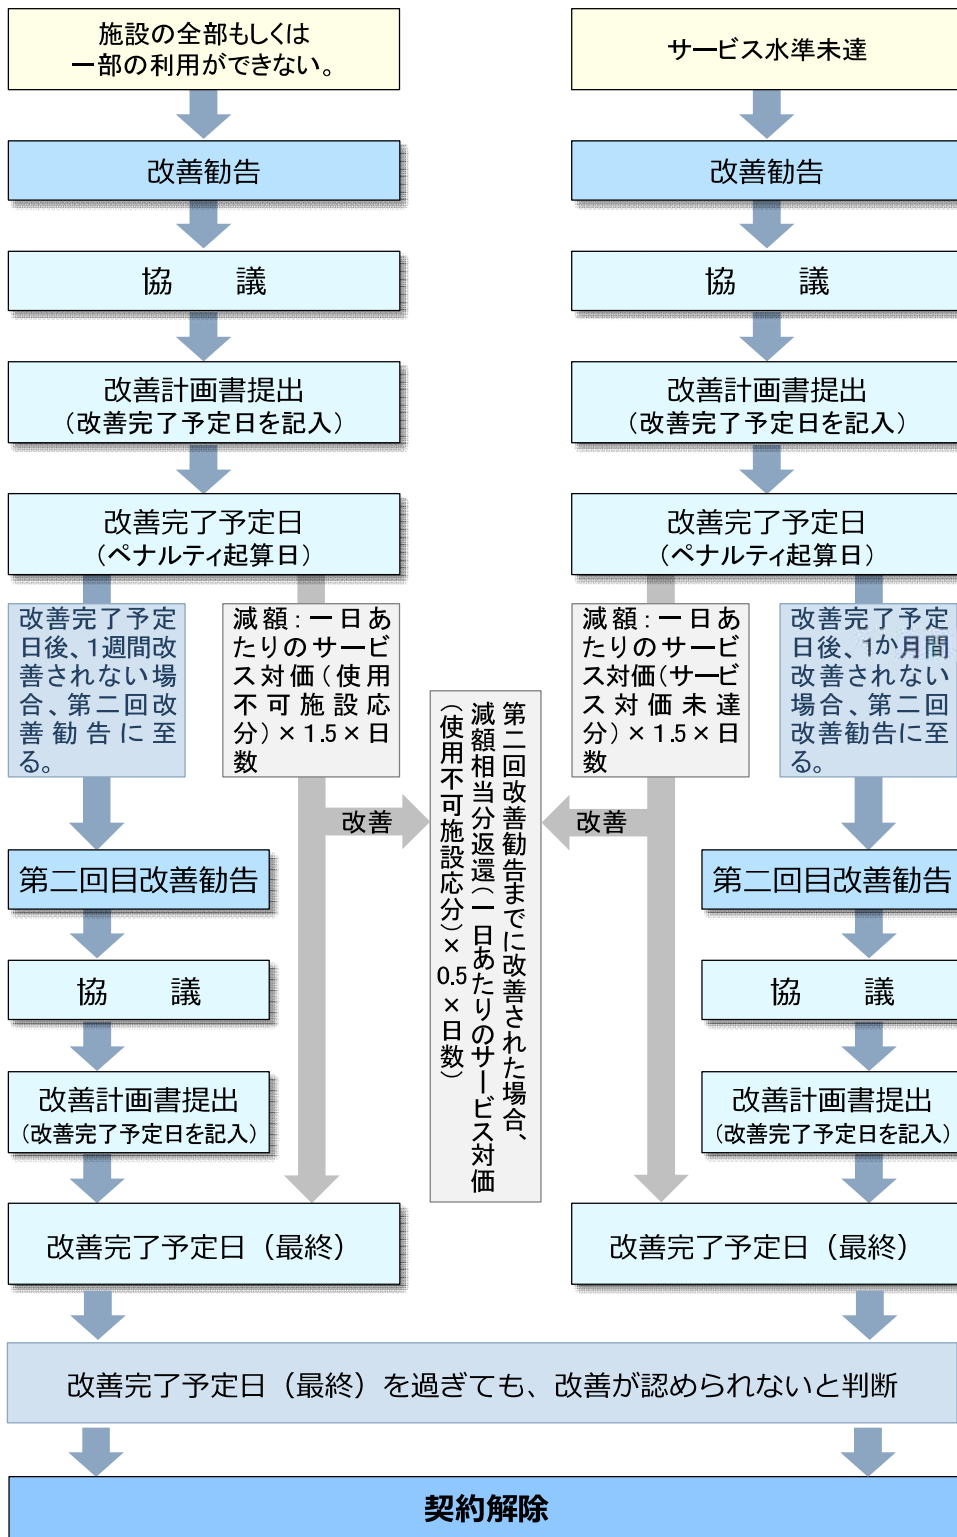 施設の全部もしくは
一部の利用ができない。
改善勧告
協　　議
改善計画書提出
（改善完了予定日を記入）
改善完了予定日
（ペナルティ起算日）
改善完了予定
日後、1週間改
善されない場
合、第二回改
善勧告に至
る。
減額：一日あ
たりのサービ
ス対価（使用
不可施設応
分）×1.5×日
数
改善
第二回目改善勧告
協　　議
改善計画書提出
（改善完了予定日を記入）
改善完了予定日（最終）
第二回改善勧告までに改善された場合、
減額相当分返還（一日あたりのサービス対価
（使用不可施設応分）×0.5×日数）
サービス水準未達
改善勧告
協　　議
改善計画書提出
（改善完了予定日を記入）
改善完了予定日
（ペナルティ起算日）
減額：一日あ
たりのサービ
ス対価（サービ
ス対価未達
分）×1.5×日
数
改善完了予定
日後、1か月間
改善されない
場合、第二回
改善勧告に至
る。
改善
第二回目改善勧告
協　　議
改善計画書提出
（改善完了予定日を記入）
改善完了予定日（最終）
改善完了予定日（最終）を過ぎても、改善が認められないと判断
契約解除